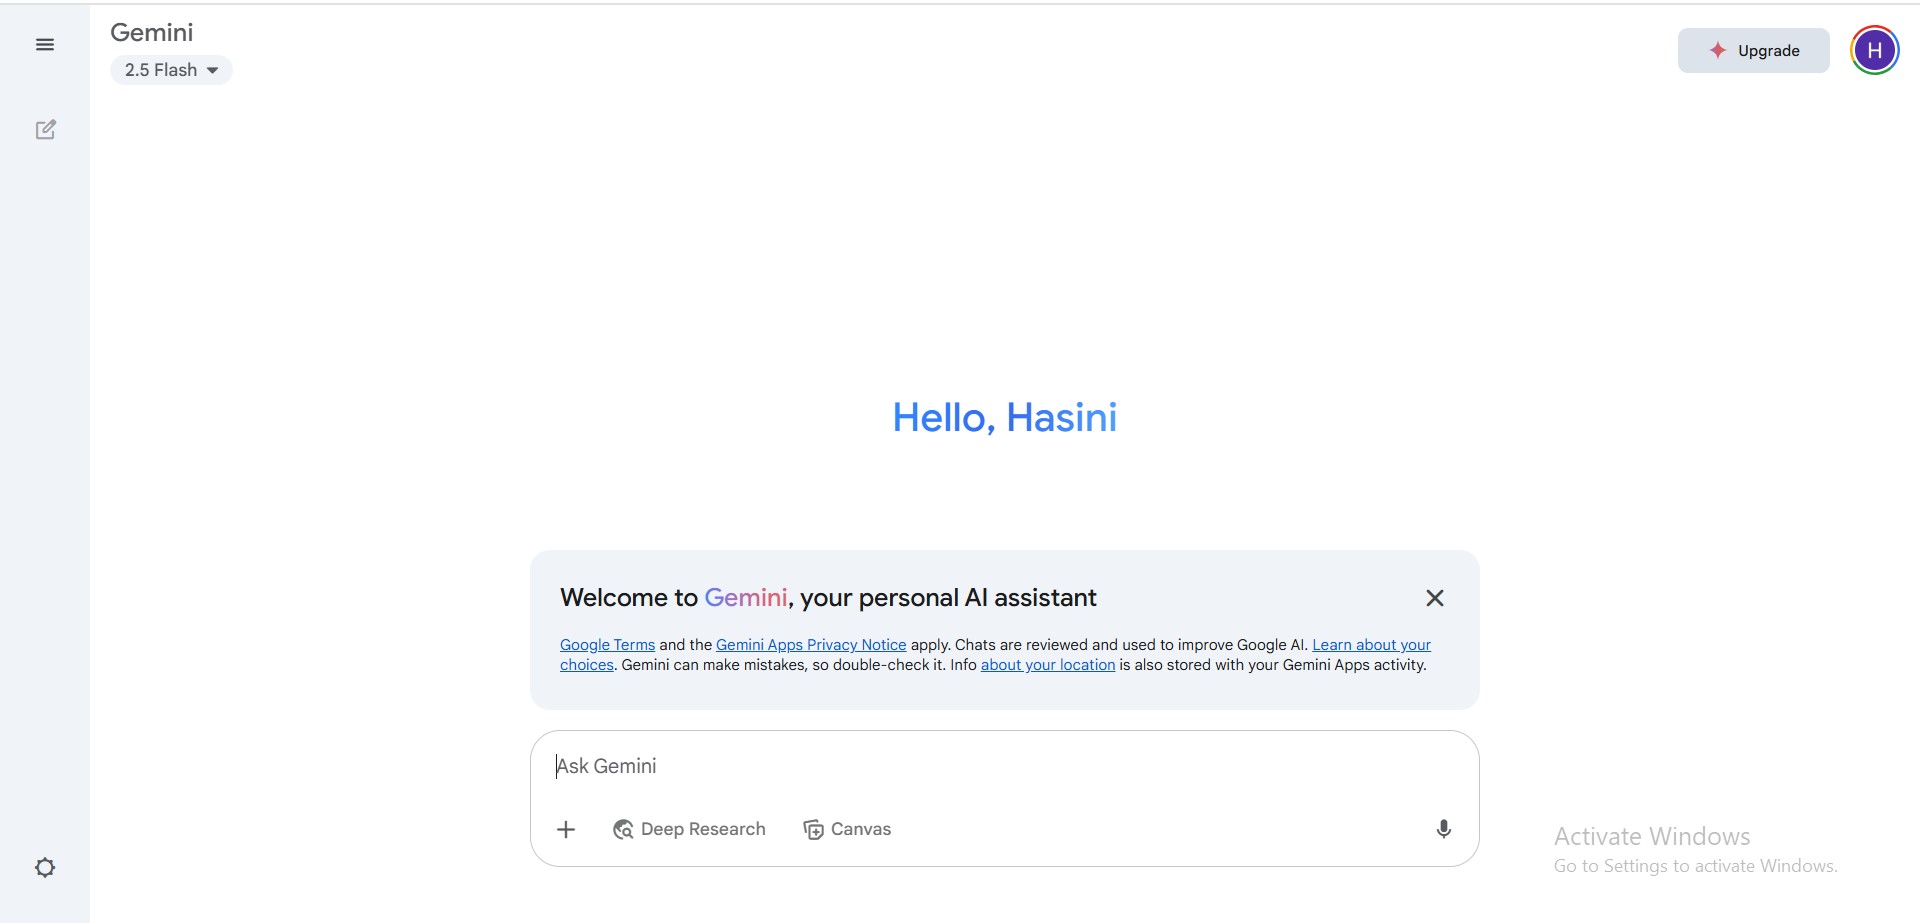 Gemini
2.5 Flash
Upgrade
H
Hello, Hasini
Welcome to Gemini, your personal AI assistant
Google Terms and the Gemini Apps Privacy Notice apply. Chats are reviewed and used to improve Google AI. Learn about your
choices. Gemini can make mistakes, so double-check it. Info about your location is also stored with your Gemini Apps activity.
Ask Gemini
Deep Research
Canvas
Activate Windows
Go to Settings to activate Windows.